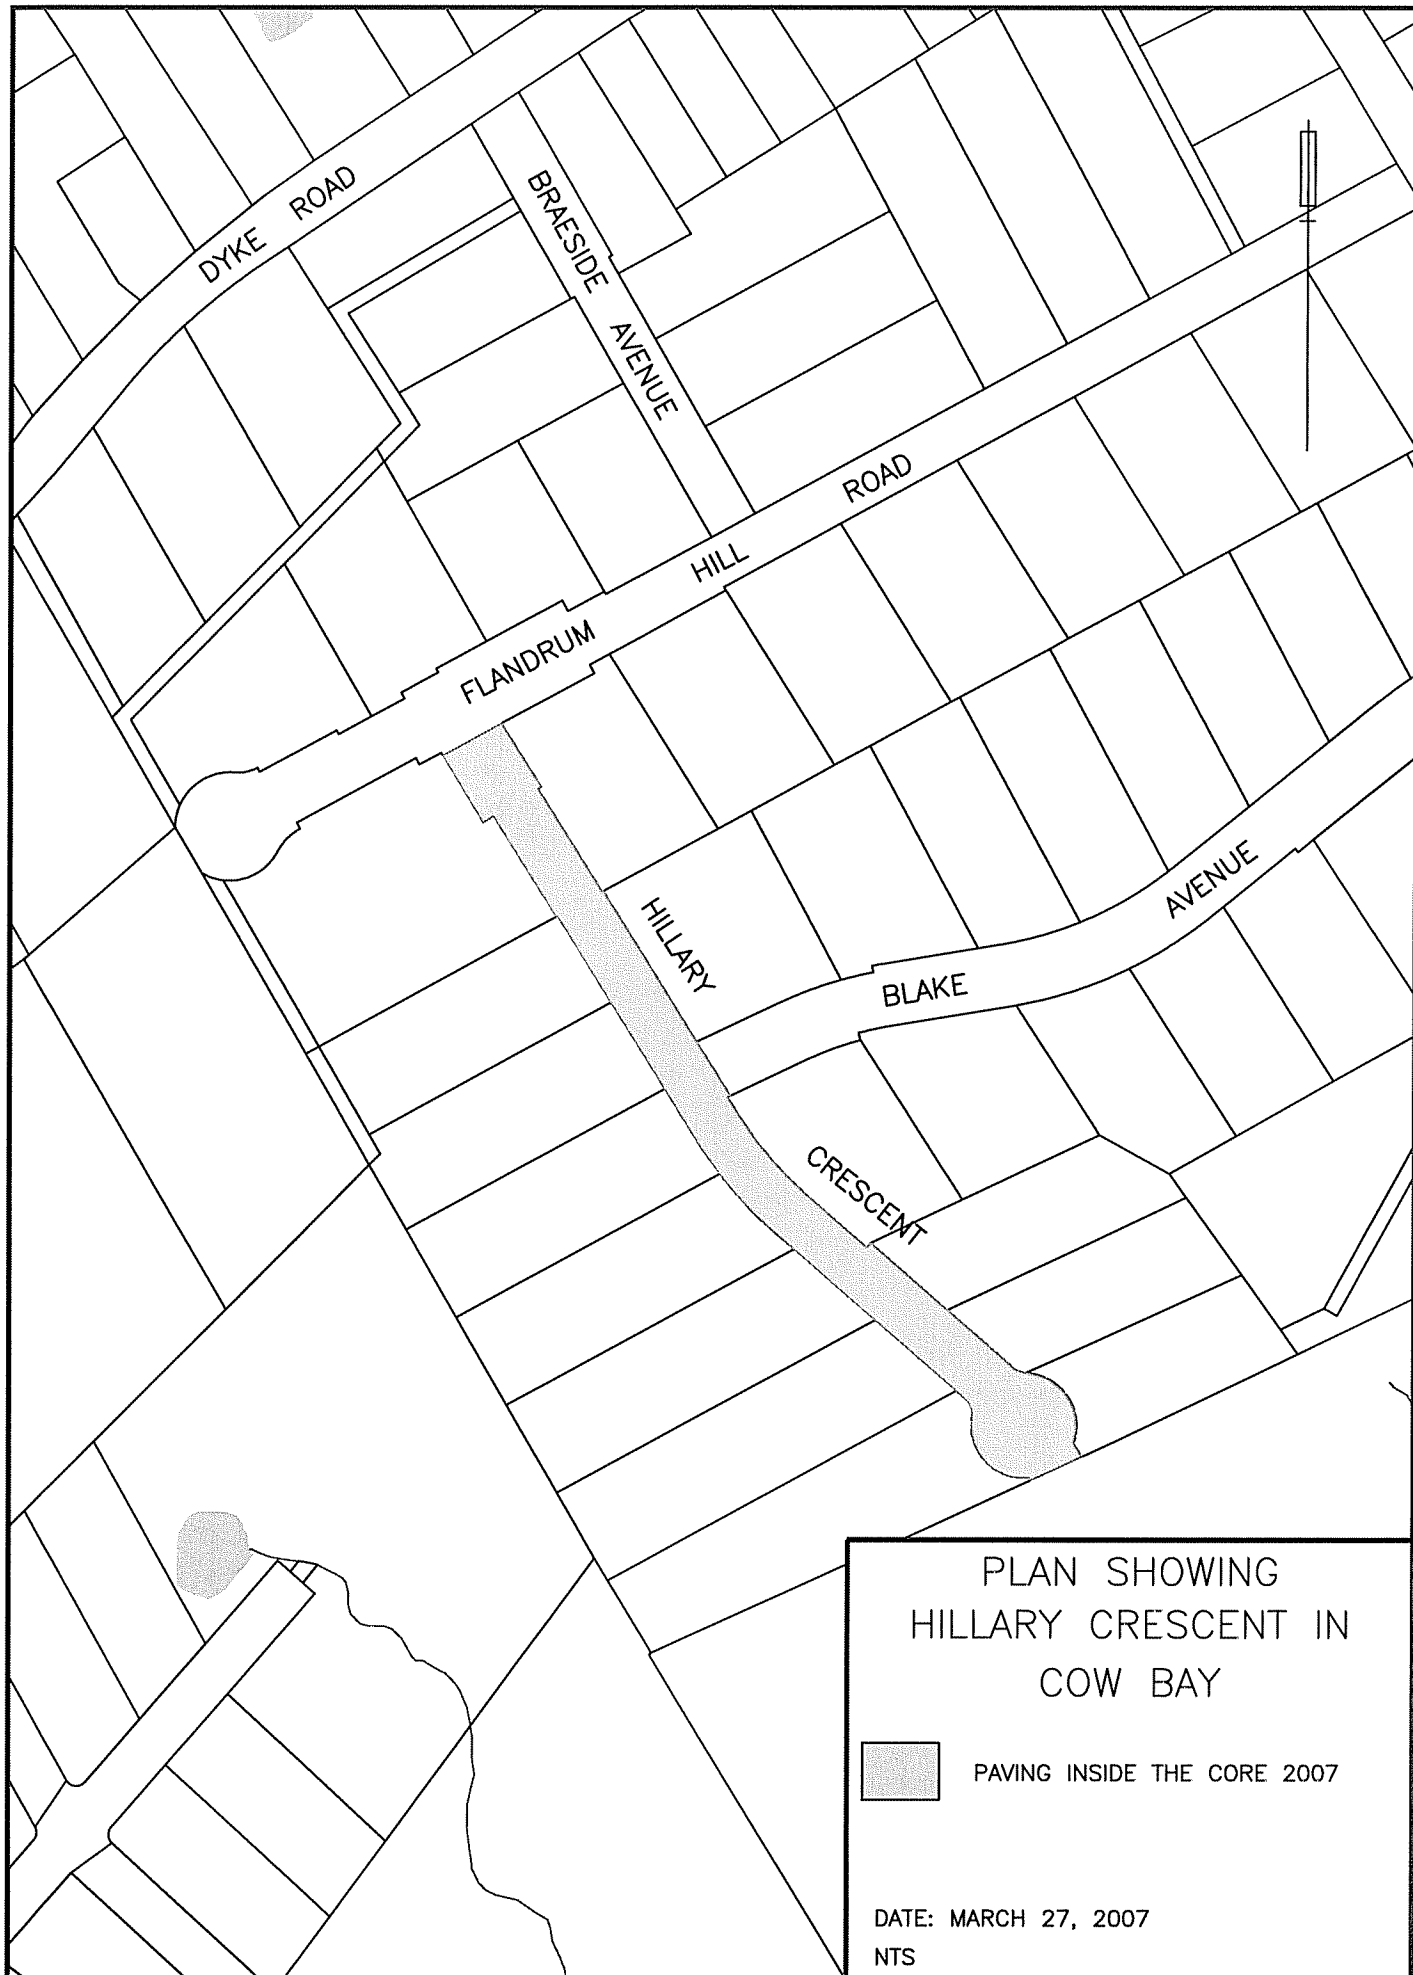 DYKE ROAD
BRAESIDE AVENUE
FLANDRUM HILL ROAD
HILLARY CRESCENT
BLAKE AVENUE
PLAN SHOWING
HILLARY CRESCENT IN
COW BAY
PAVING INSIDE THE CORE 2007
DATE: MARCH 27, 2007
NTS